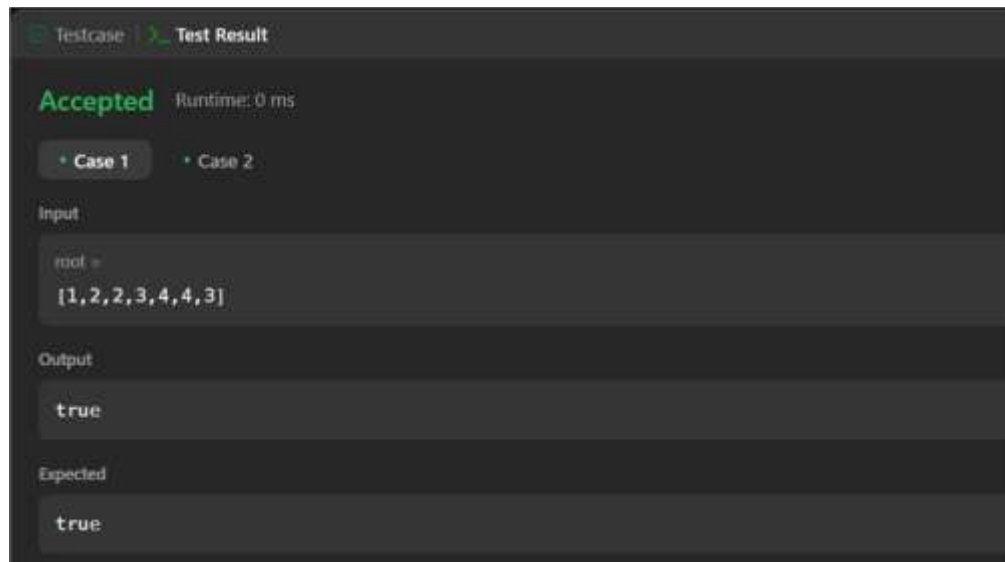 Testcase | >_ Test Result
Accepted Runtime: 0 ms
• Case 1 • Case 2
Input
root =
[1,2,2,3,4,4,3]
Output
true
Expected
true